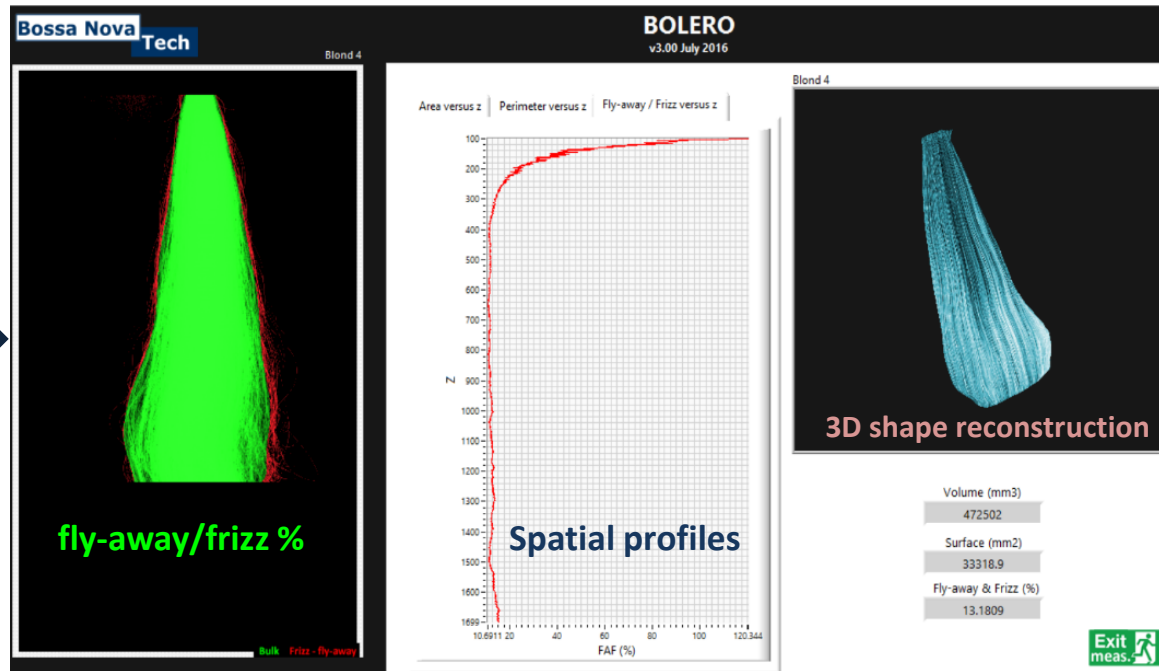 Bossa Nova
Tech
BOLERO
v3.00 July 2016
Blond 4
Bulk Frizz - fly-away
fly-away/frizz %
Area versus z
Perimeter versus z
Fly-away / Frizz versus z
100
200
300
400
500
600
700
800
900
1000
1100
1200
1300
1400
1500
1600
1699
Z
10.6911 20 40 60 80 100 120.344
FAF (%)
Spatial profiles
Blond 4
3D shape reconstruction
Volume (mm3)
472502
Surface (mm2)
33318.9
Fly-away & Frizz (%)
13.1809
Exit
meas.